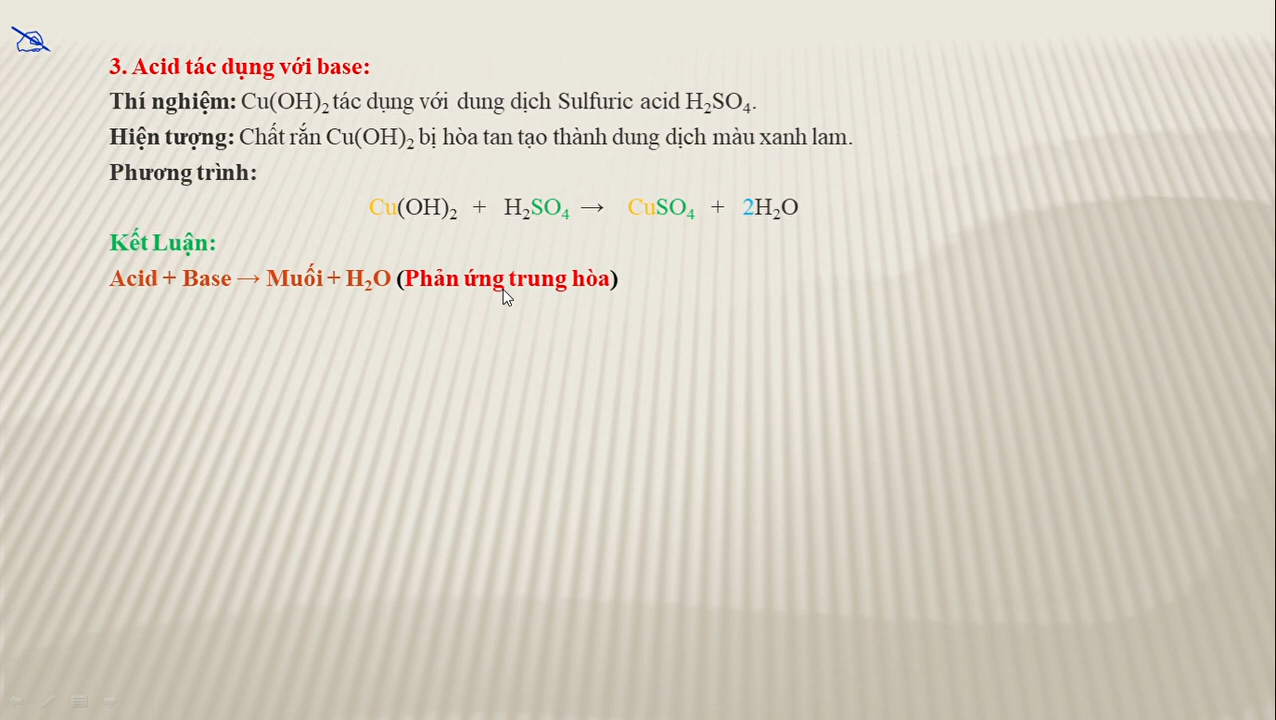 3. Acid tác dụng với base:
Thí nghiệm: Cu(OH)₂ tác dụng với dung dịch Sulfuric acid H₂SO₄.
Hiện tượng: Chất rắn Cu(OH)₂ bị hòa tan tạo thành dung dịch màu xanh lam.
Phương trình:
Cu(OH)₂ + H₂SO₄ → CuSO₄ + 2H₂O
Kết Luận:
Acid + Base → Muối + H₂O (Phản ứng trung hòa)